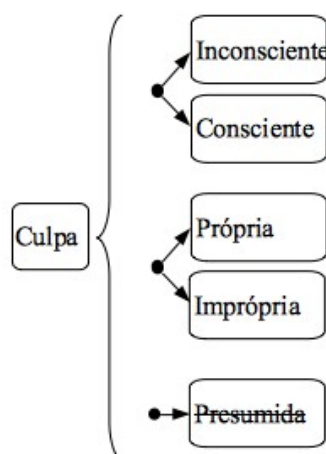 Inconsciente
Consciente
Culpa
Própria
Imprópria
Presumida